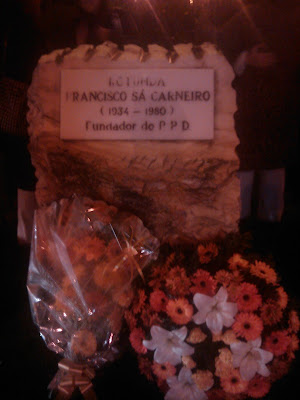 ROTUNDA
FRANCISCO SÁ CARNEIRO
( 1934 - 1980 )
Fundador do P. P. D.